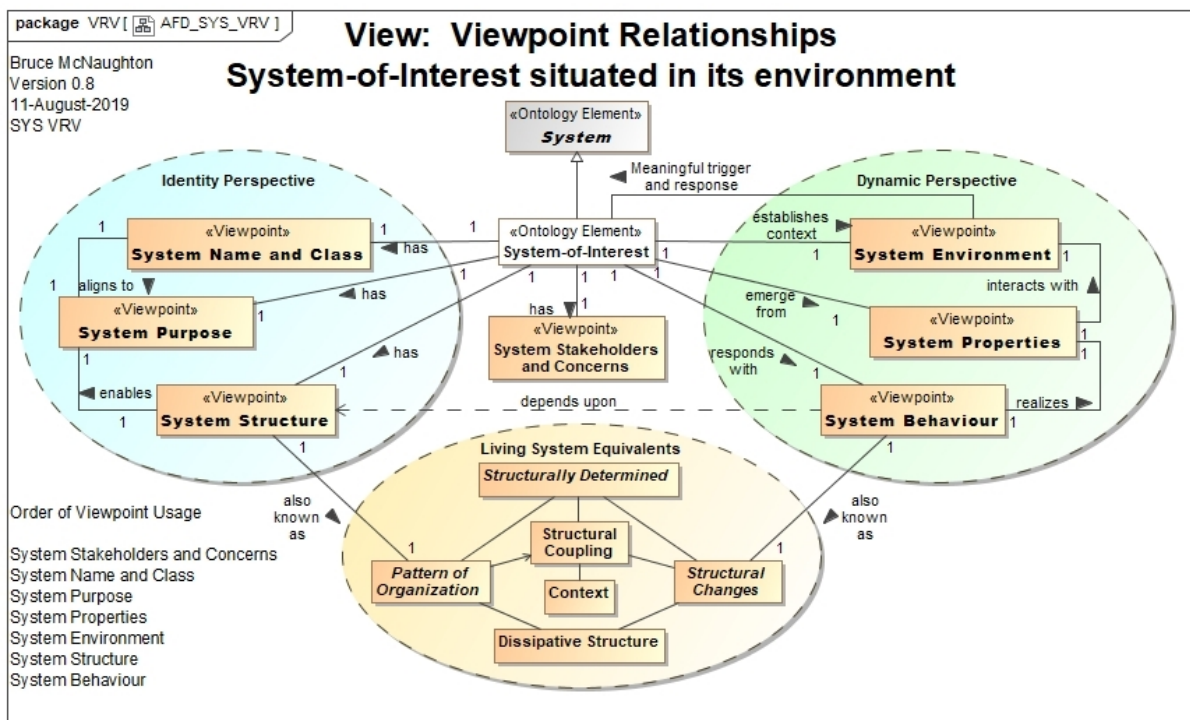 package VRV [ AFD_SYS_VRV ]
View: Viewpoint Relationships
System-of-Interest situated in its environment
Bruce McNaughton
Version 0.8
11-August-2019
SYS VRV
«Ontology Element»
System
Identity Perspective
Meaningful trigger
and response
Dynamic Perspective
1
«Viewpoint»
System Name and Class
1
has
1
«Ontology Element»
System-of-Interest
establishes
context
1
1
«Viewpoint»
System Environment
1
1
aligns to
has
1
1
1
1
1
1
interacts with
«Viewpoint»
System Purpose
1
has
1
«Viewpoint»
System Stakeholders
and Concerns
emerge
from
1
«Viewpoint»
System Properties
1
1
1
has
1
responds
with
1
enables
1
«Viewpoint»
System Structure
1
depends upon
«Viewpoint»
System Behaviour
1
realizes
1
Living System Equivalents
Structurally Determined
also
known
as
1
Structural
Coupling
also
known
as
1
Pattern of
Organization
Context
Structural
Changes
Dissipative Structure
Order of Viewpoint Usage
System Stakeholders and Concerns
System Name and Class
System Purpose
System Properties
System Environment
System Structure
System Behaviour